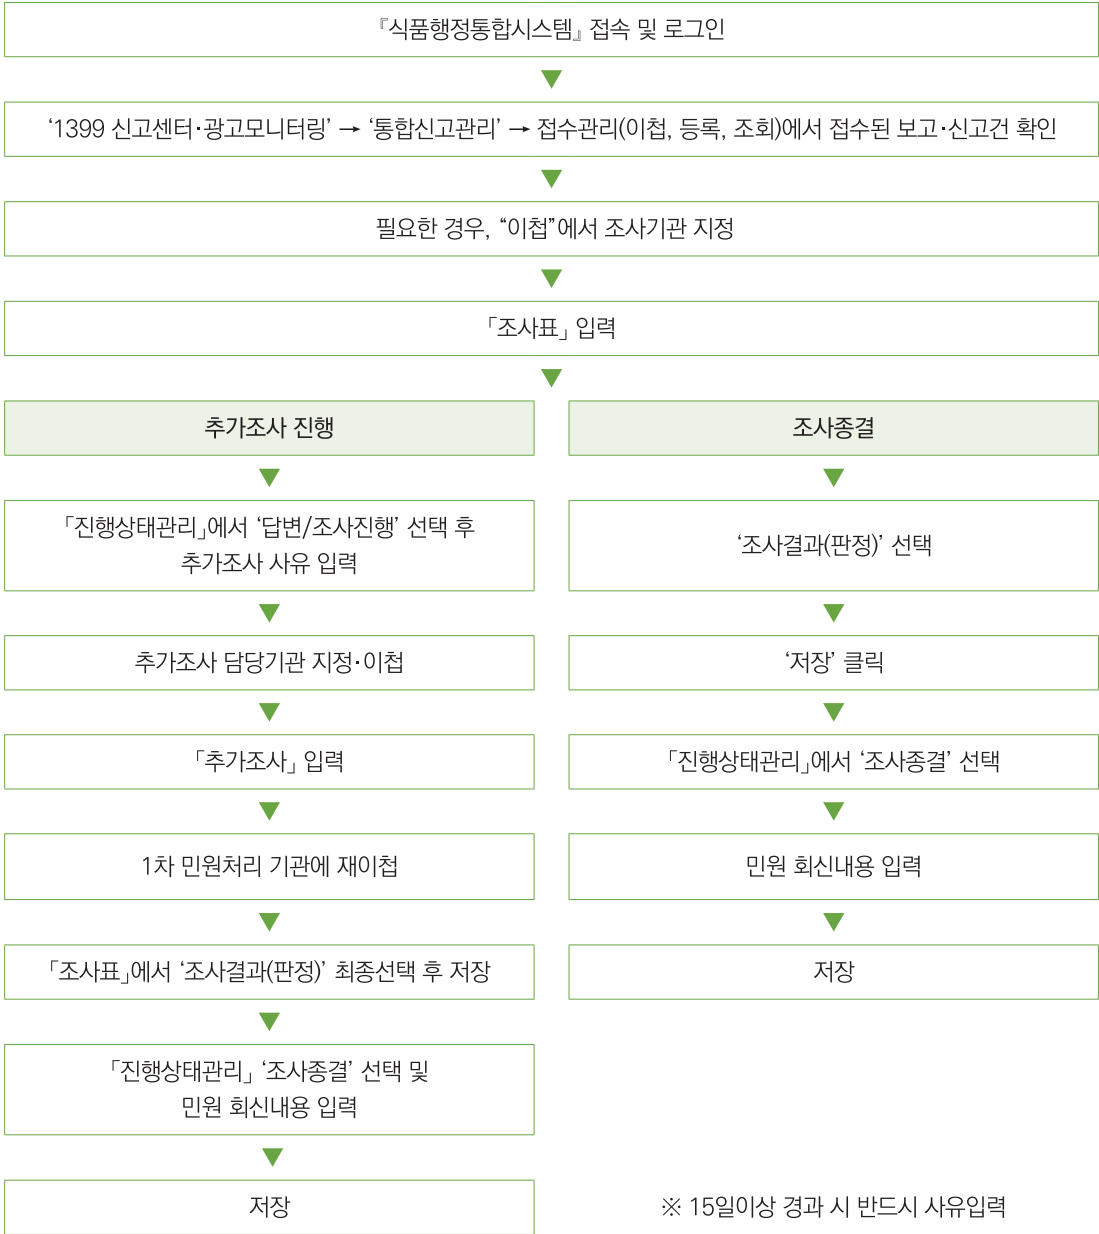 『식품행정통합시스템』 접속 및 로그인
‘1399 신고센터·광고모니터링’ → ‘통합신고관리’ → 접수관리(이첩, 등록, 조회)에서 접수된 보고·신고건 확인
필요한 경우, “이첩”에서 조사기관 지정
「조사표」 입력
추가조사 진행
「진행상태관리」에서 ‘답변/조사진행’ 선택 후
추가조사 사유 입력
추가조사 담당기관 지정·이첩
「추가조사」 입력
1차 민원처리 기관에 재이첩
「조사표」에서 ‘조사결과(판정)’ 최종선택 후 저장
「진행상태관리」 ‘조사종결’ 선택 및
민원 회신내용 입력
저장
조사종결
‘조사결과(판정)’ 선택
‘저장’ 클릭
「진행상태관리」에서 ‘조사종결’ 선택
민원 회신내용 입력
저장
※ 15일이상 경과 시 반드시 사유입력